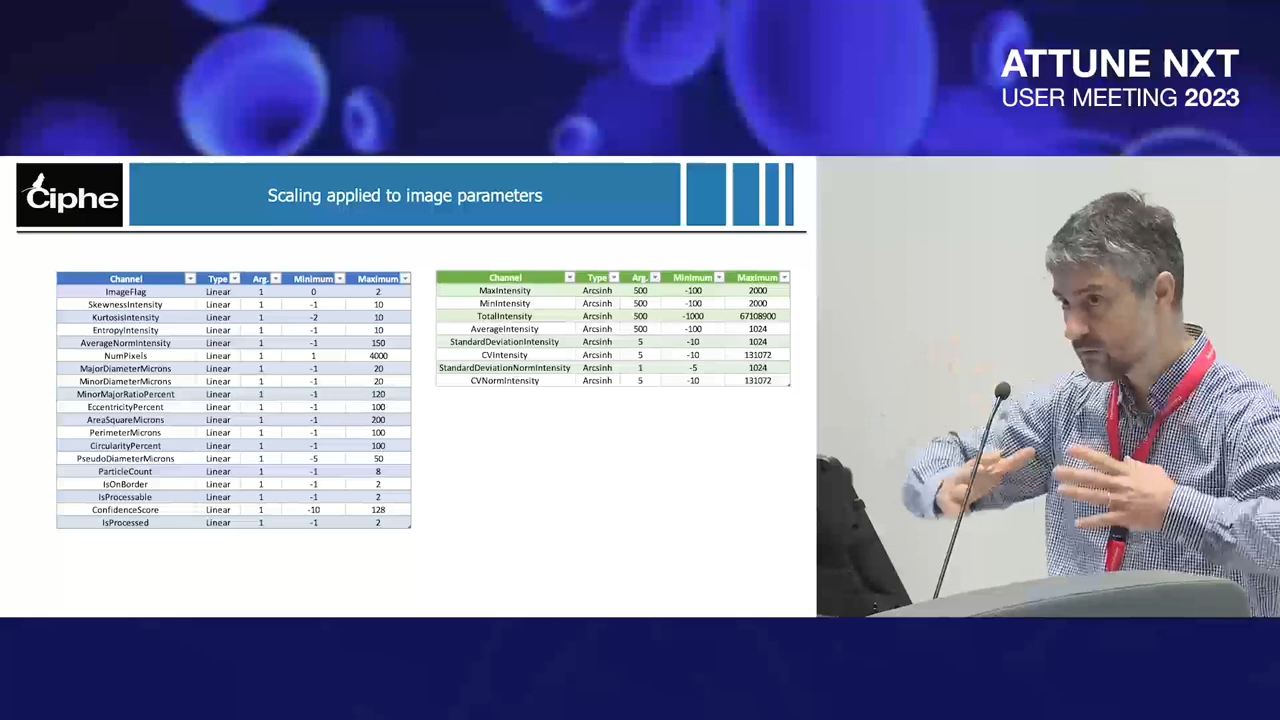 ATTUNE NXT
USER MEETING 2023
Ciphe
Scaling applied to image parameters
Channel Type Arg. Minimum Maximum
ImageFlag Linear 1 0 2
SkewnessIntensity Linear 1 -1 10
KurtosisIntensity Linear 1 -2 10
EntropyIntensity Linear 1 -1 10
AverageNormIntensity Linear 1 -1 150
NumPixels Linear 1 1 4000
MajorDiameterMicrons Linear 1 -1 20
MinorDiameterMicrons Linear 1 -1 20
MinorMajorRatioPercent Linear 1 -1 120
EccentricityPercent Linear 1 -1 100
AreaSquareMicrons Linear 1 -1 200
PerimeterMicrons Linear 1 -1 100
CircularityPercent Linear 1 -1 100
PseudoDiameterMicrons Linear 1 -5 50
ParticleCount Linear 1 -1 8
IsOnBorder Linear 1 -1 2
IsProcessable Linear 1 -1 2
ConfidenceScore Linear 1 -10 128
IsProcessed Linear 1 -1 2
Channel Type Arg. Minimum Maximum
MaxIntensity Arcsinh 500 -100 2000
MinIntensity Arcsinh 500 -100 2000
TotalIntensity Arcsinh 500 -1000 67108900
AverageIntensity Arcsinh 500 -100 1024
StandardDeviationIntensity Arcsinh 5 -10 1024
CVIntensity Arcsinh 5 -10 131072
StandardDeviationNormIntensity Arcsinh 1 -5 1024
CVNormIntensity Arcsinh 5 -10 131072